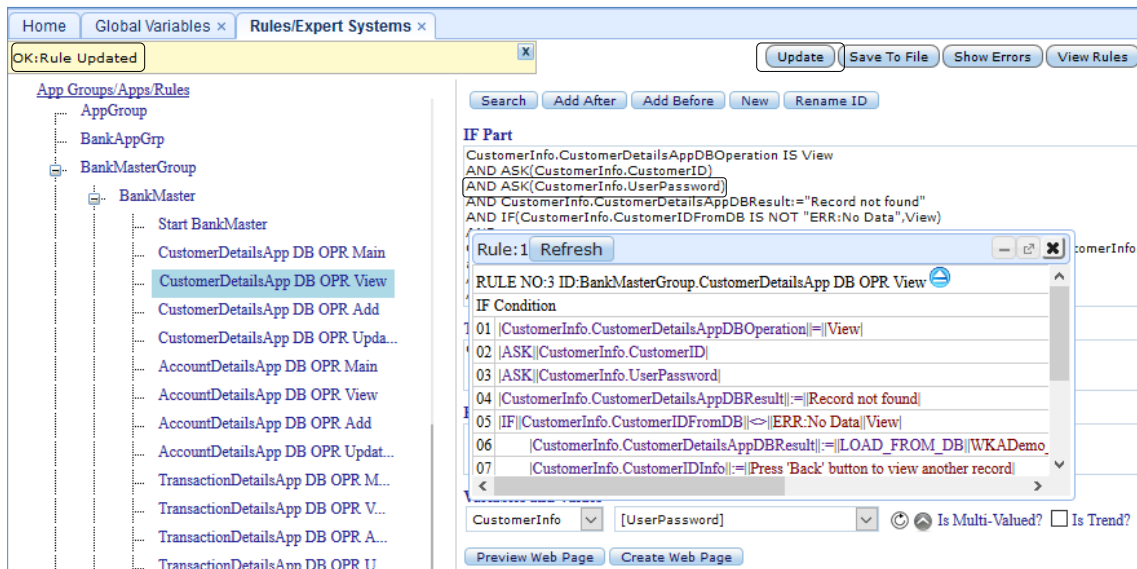 Home
Global Variables ×
Rules/Expert Systems ×
OK:Rule Updated
x
Update
Save To File
Show Errors
View Rules
App Groups/Apps/Rules
AppGroup
BankAppGrp
BankMasterGroup
BankMaster
Start BankMaster
CustomerDetailsApp DB OPR Main
CustomerDetailsApp DB OPR View
CustomerDetailsApp DB OPR Add
CustomerDetailsApp DB OPR Upda...
AccountDetailsApp DB OPR Main
AccountDetailsApp DB OPR View
AccountDetailsApp DB OPR Add
AccountDetailsApp DB OPR Updat...
TransactionDetailsApp DB OPR M...
TransactionDetailsApp DB OPR V...
TransactionDetailsApp DB OPR A...
TransactionDetailsApp DB OPR U
Search
Add After
Add Before
New
Rename ID
IF Part
CustomerInfo.CustomerDetailsAppDBOperation IS View
AND ASK(CustomerInfo.CustomerID)
AND ASK(CustomerInfo.UserPassword)
AND CustomerInfo.CustomerDetailsAppDBResult:="Record not found"
AND IF(CustomerInfo.CustomerIDFromDB IS NOT "ERR:No Data",View)
tomerInfo
Rule:1 Refresh
RULE NO:3 ID:BankMasterGroup.CustomerDetailsApp DB OPR View
IF Condition
01 |CustomerInfo.CustomerDetailsAppDBOperation||=||View|
02 |ASK||CustomerInfo.CustomerID|
03 |ASK||CustomerInfo.UserPassword|
04 |CustomerInfo.CustomerDetailsAppDBResult||:=||Record not found|
05 |IF||CustomerInfo.CustomerIDFromDB||<>||ERR:No Data||View|
06 |CustomerInfo.CustomerDetailsAppDBResult||:=||LOAD_FROM_DB||WKADemo_
07 |CustomerInfo.CustomerIDInfo||:=||Press 'Back' button to view another record|
CustomerInfo
[UserPassword]
Is Multi-Valued?
Is Trend?
Preview Web Page
Create Web Page